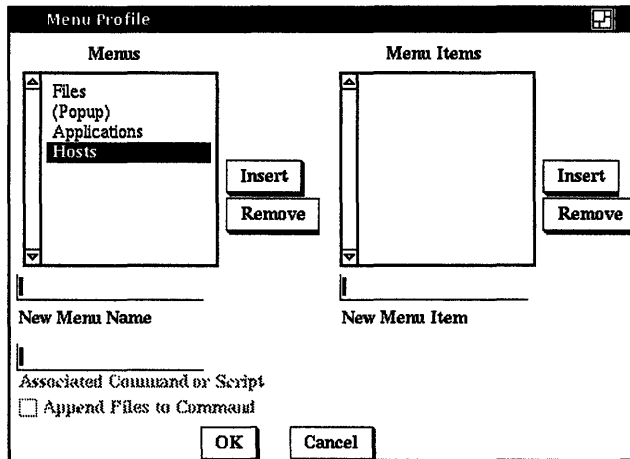 Menu Profile
Menus
Menu Items
Files
(Popup)
Applications
Hosts
Insert
Remove
Insert
Remove
New Menu Name
New Menu Item
Associated Command or Script
Append Files to Command
OK
Cancel